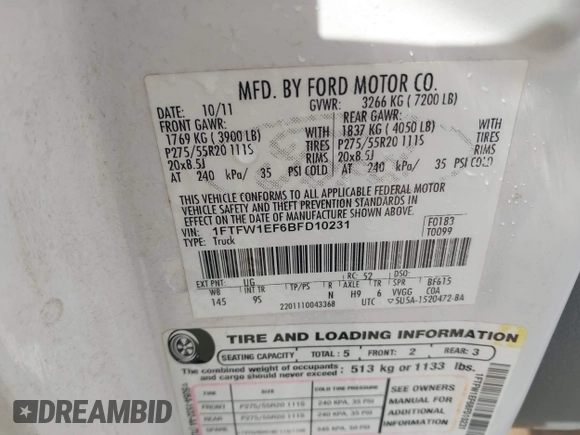 MFD. BY FORD MOTOR CO.
DATE: 10/11 GVWR: 3266 KG ( 7200 LB)
FRONT GAWR: REAR GAWR:
1769 KG ( 3900 LB) WITH 1837 KG ( 4050 LB) WITH
P275/55R20 111S TIRES P275/55R20 111S TIRES
20x8.5J RIMS 20x8.5J RIMS
AT 240 kPa/ 35 PSI COLD AT 240 kPa/ 35 PSI COLD
THIS VEHICLE CONFORMS TO ALL APPLICABLE FEDERAL MOTOR
VEHICLE SAFETY STANDARDS IN EFFECT ON THE DATE OF MANUFACTURE SHOWN ABOVE.
VIN: 1FTFW1EF6BFD10231 F0183
TYPE: Truck T0099
EXT PNT: UG RC: 52 DSO:
WB TP/PS R AXLE TR SPR BF615
145 9S N H9 6 VVGG COA
2201110043368 UTC 5U5A-1520472-BA
TIRE AND LOADING INFORMATION
SEATING CAPACITY TOTAL: 5 FRONT: 2 REAR: 3
The combined weight of occupants and cargo should never exceed: 513 kg or 1133 lbs.
TIRE SIZE COLD TIRE PRESSURE SEE OWNERS
FRONT P275/55R20 111S 240 KPA, 35 PSI MANUAL FOR
REAR P275/55R20 111S 240 KPA, 35 PSI ADDITIONAL
DREAMBID
DREAMBID